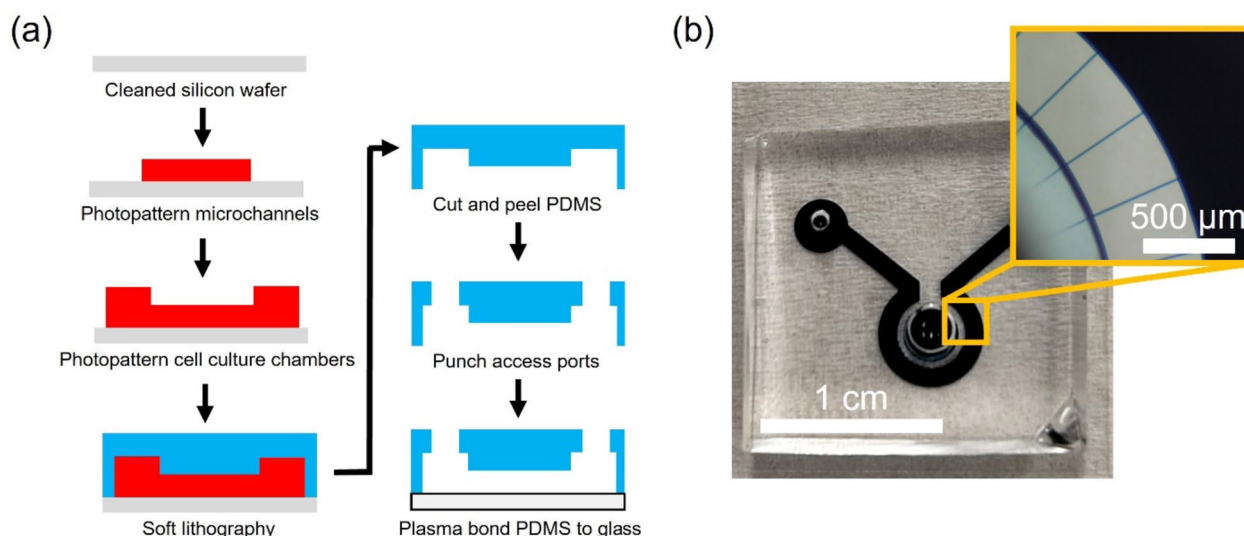 (a)
Cleaned silicon wafer
Photopattern microchannels
Photopattern cell culture chambers
Soft lithography
Cut and peel PDMS
Punch access ports
Plasma bond PDMS to glass
(b)
500 μm
1 cm